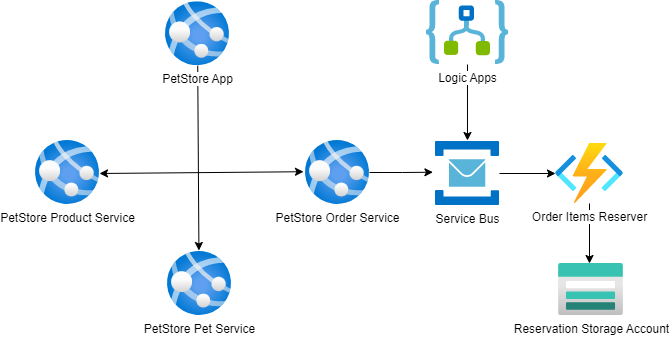 PetStore App
Logic Apps
PetStore Product Service
PetStore Order Service
Service Bus
Order Items Reserver
PetStore Pet Service
Reservation Storage Account